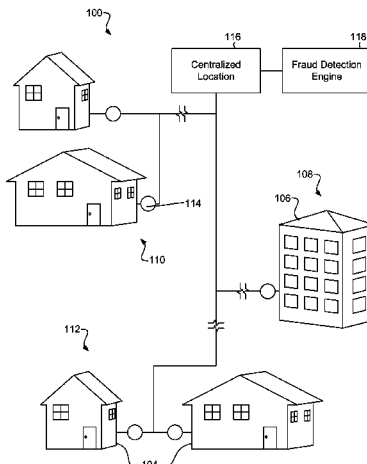 100
116
118
Centralized
Location
Fraud Detection
Engine
108
106
114
110
112
104